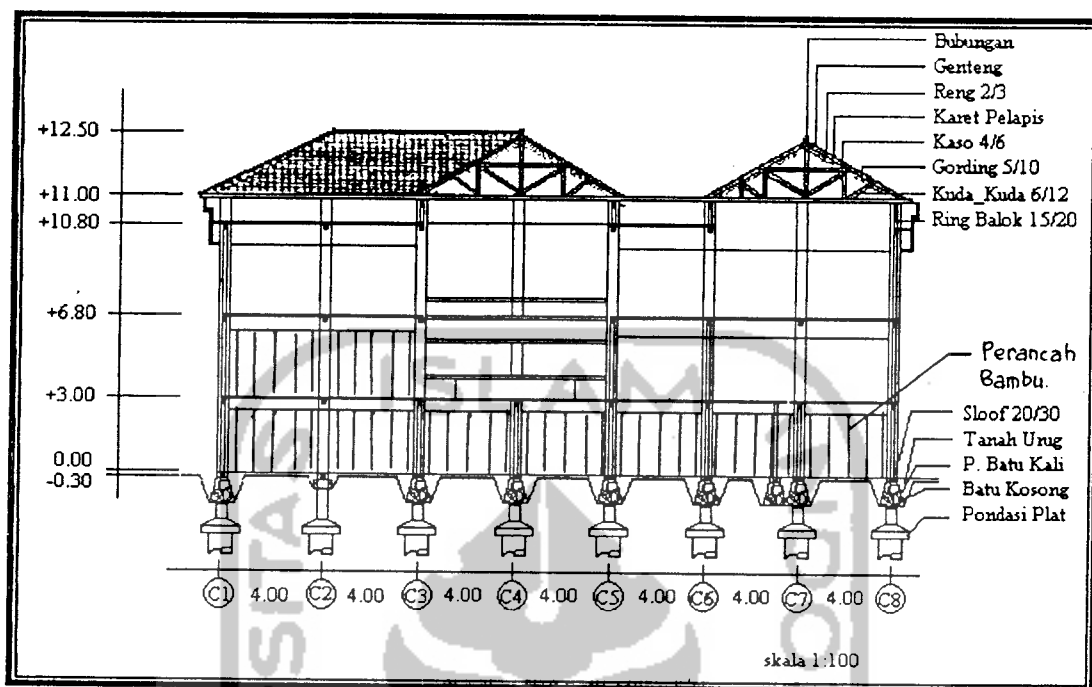 Bubungan
Genteng
Reng 2/3
Karet Pelapis
Kaso 4/6
Gording 5/10
Kuda_Kuda 6/12
Ring Balok 15/20
+12.50
+11.00
+10.80
+6.80
+3.00
0.00
-0.30
Perancah
Bambu.
Sloof 20/30
Tanah Urug
P. Batu Kali
Batu Kosong
Pondasi Plat
C1 4.00 C2 4.00 C3 4.00 C4 4.00 C5 4.00 C6 4.00 C7 4.00 C8
skala 1:100
ISLAM
SITAS